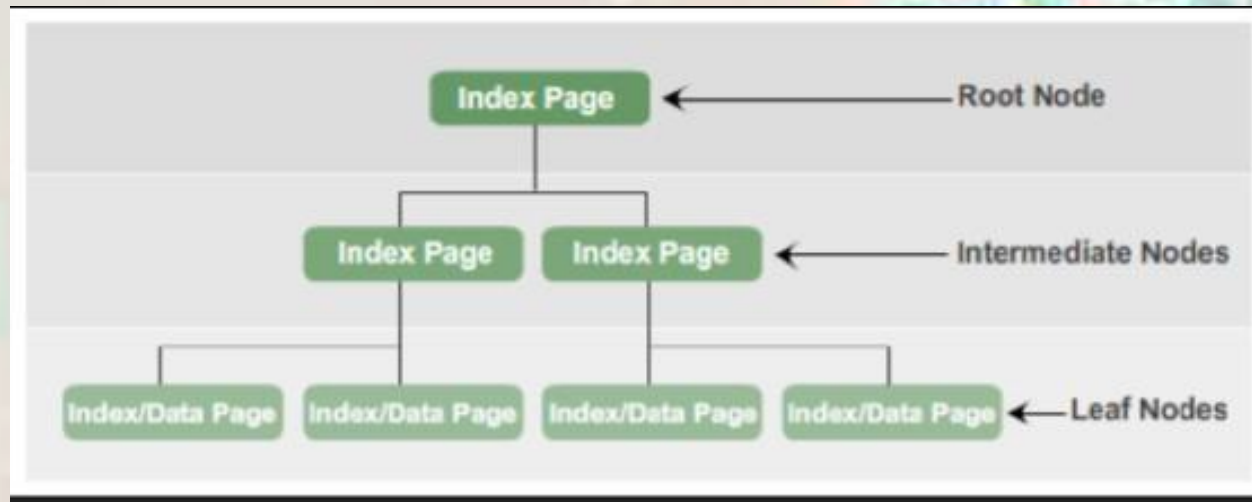 Index Page
Root Node
Index Page
Index Page
Intermediate Nodes
Index/Data Page
Index/Data Page
Index/Data Page
Index/Data Page
Leaf Nodes